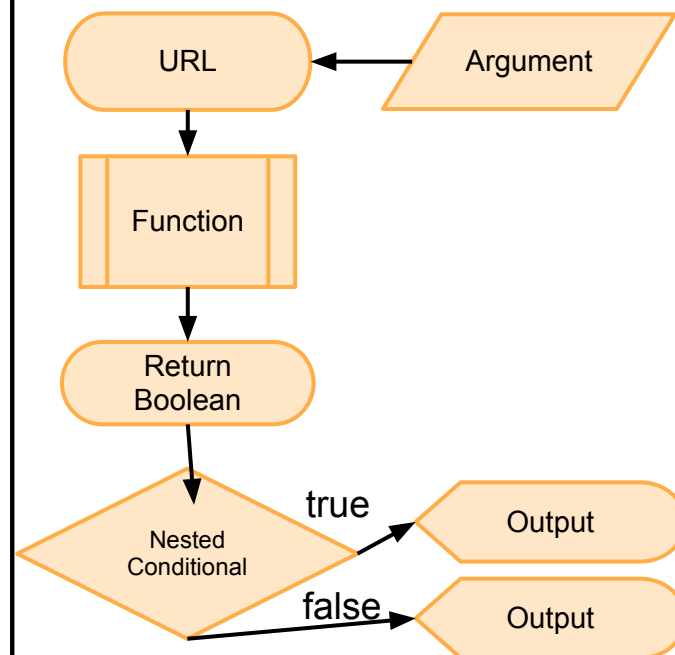 URL
Argument
Function
Return
Boolean
Nested
Conditional
true
Output
false
Output